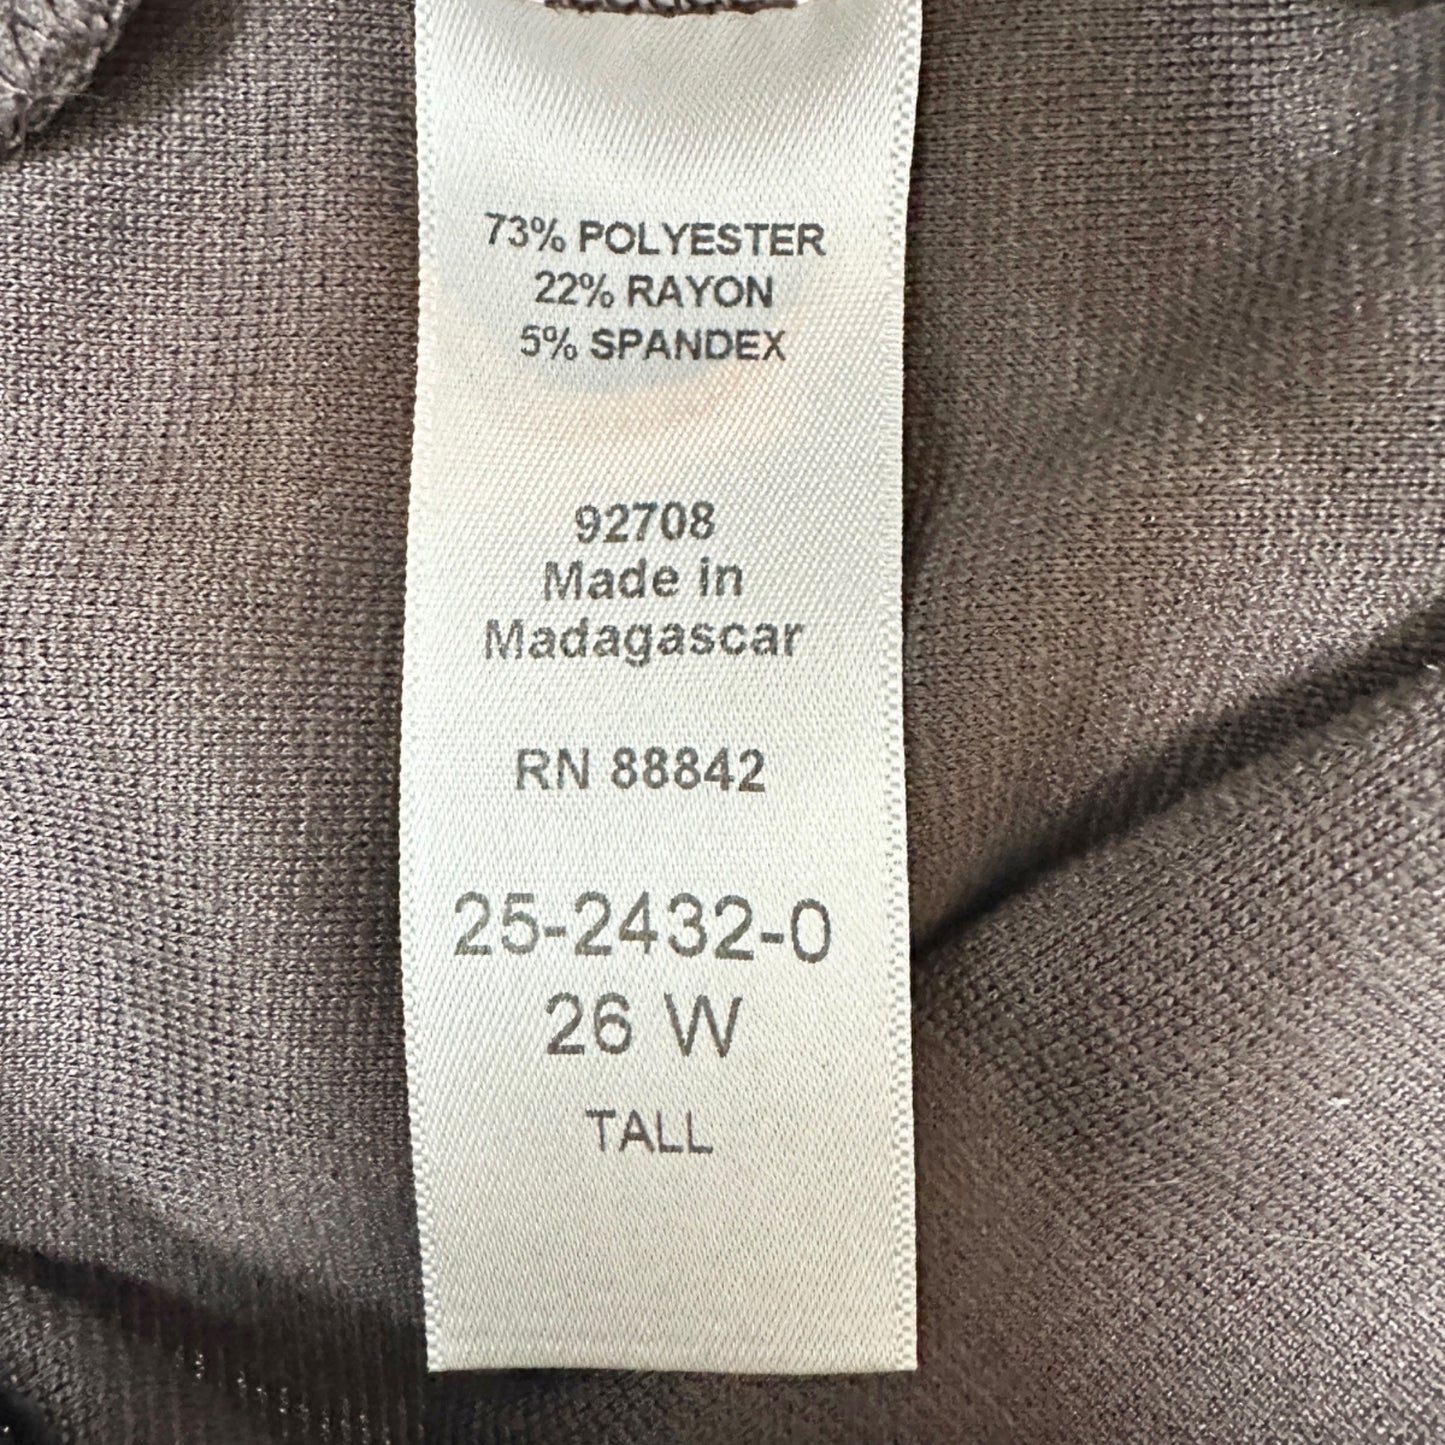 73% POLYESTER
22% RAYON
5% SPANDEX
92708
Made in
Madagascar
RN 88842
25-2432-0
26 W
TALL